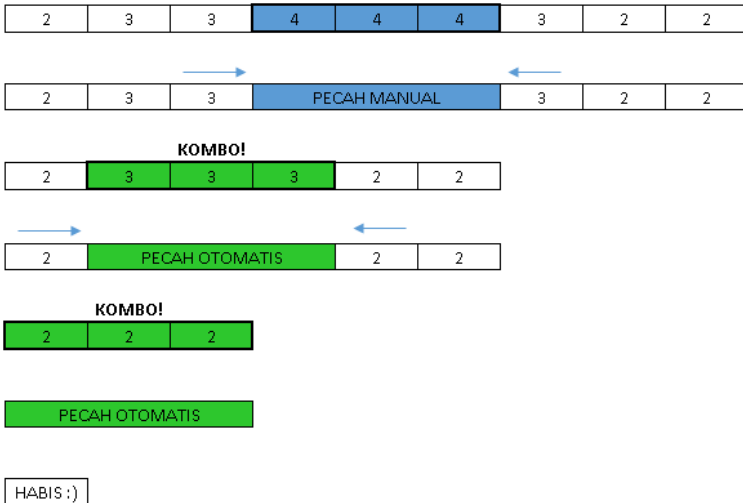 2 3 3 4 4 4 3 2 2
2 3 3 PECAH MANUAL 3 2 2
KOMBO!
2 3 3 3 2 2
2 PECAH OTOMATIS 2 2
KOMBO!
2 2 2
PECAH OTOMATIS
HABIS :)